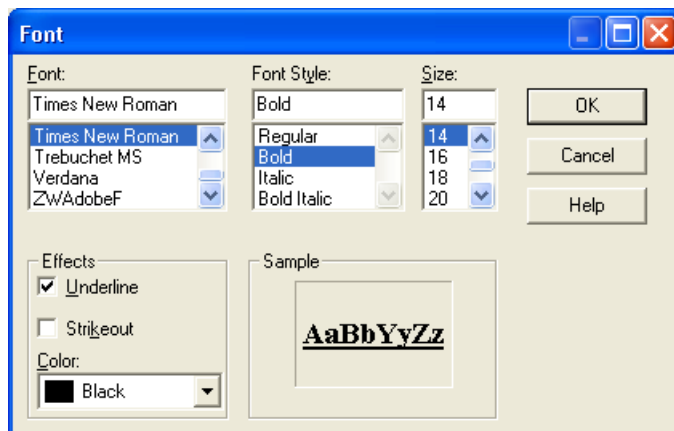 Font
Font: Font Style: Size:
Times New Roman Bold 14
Times New Roman Regular 14
Trebuchet MS Bold 16
Verdana Italic 18
ZWAdobeF Bold Italic 20
OK
Cancel
Help
Effects
Underline
Strikeout
Color:
Black
Sample
AaBbYyZz